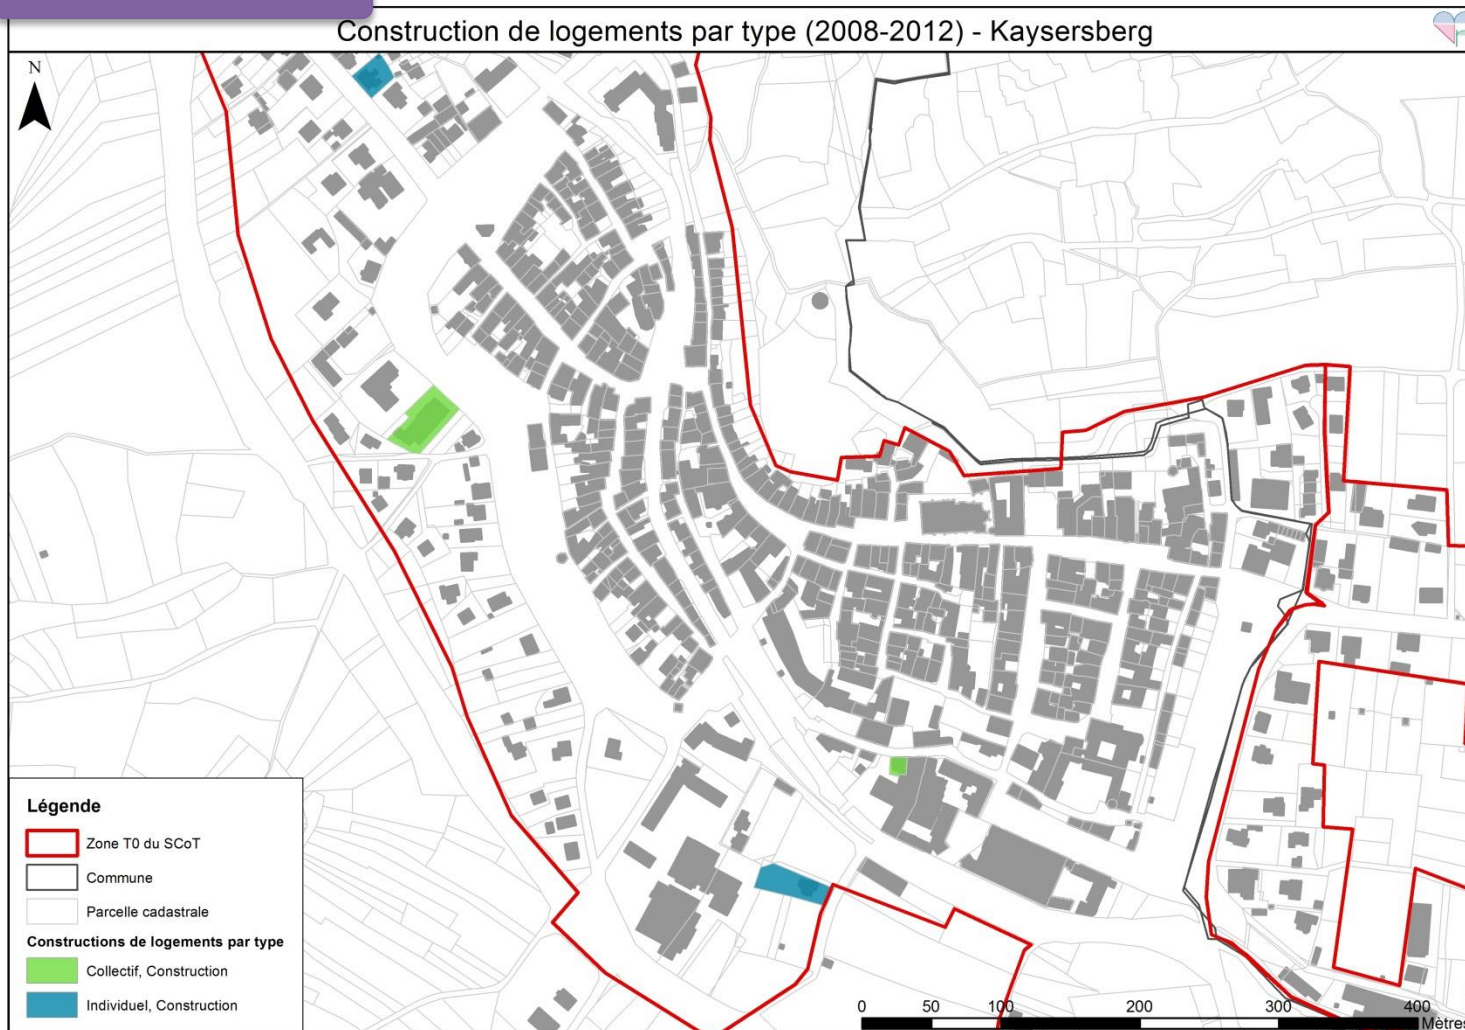 Construction de logements par type (2008-2012) - Kaysersberg
N
Légende
Zone T0 du SCoT
Commune
Parcelle cadastrale
Constructions de logements par type
Collectif, Construction
Individuel, Construction
0 50 100 200 300 400
Mètres